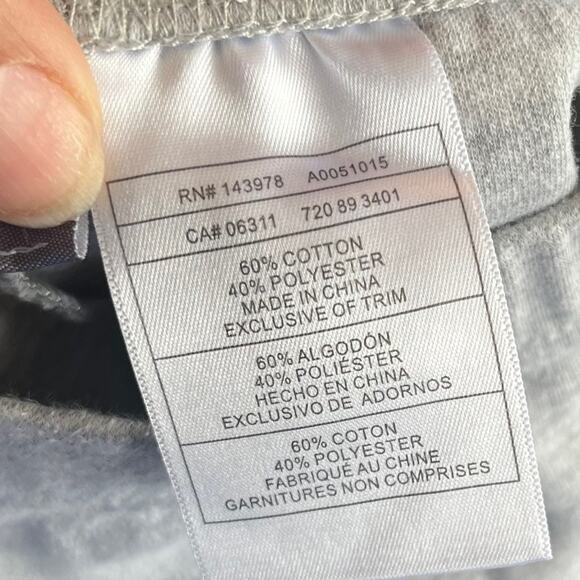 RN# 143978 A0051015
CA# 06311 720 89 3401
60% COTTON
40% POLYESTER
MADE IN CHINA
EXCLUSIVE OF TRIM
60% ALGODÓN
40% POLIÉSTER
HECHO EN CHINA
EXCLUSIVO DE ADORNOS
60% COTON
40% POLYESTER
FABRIQUÉ AU CHINE
GARNITURES NON COMPRISES